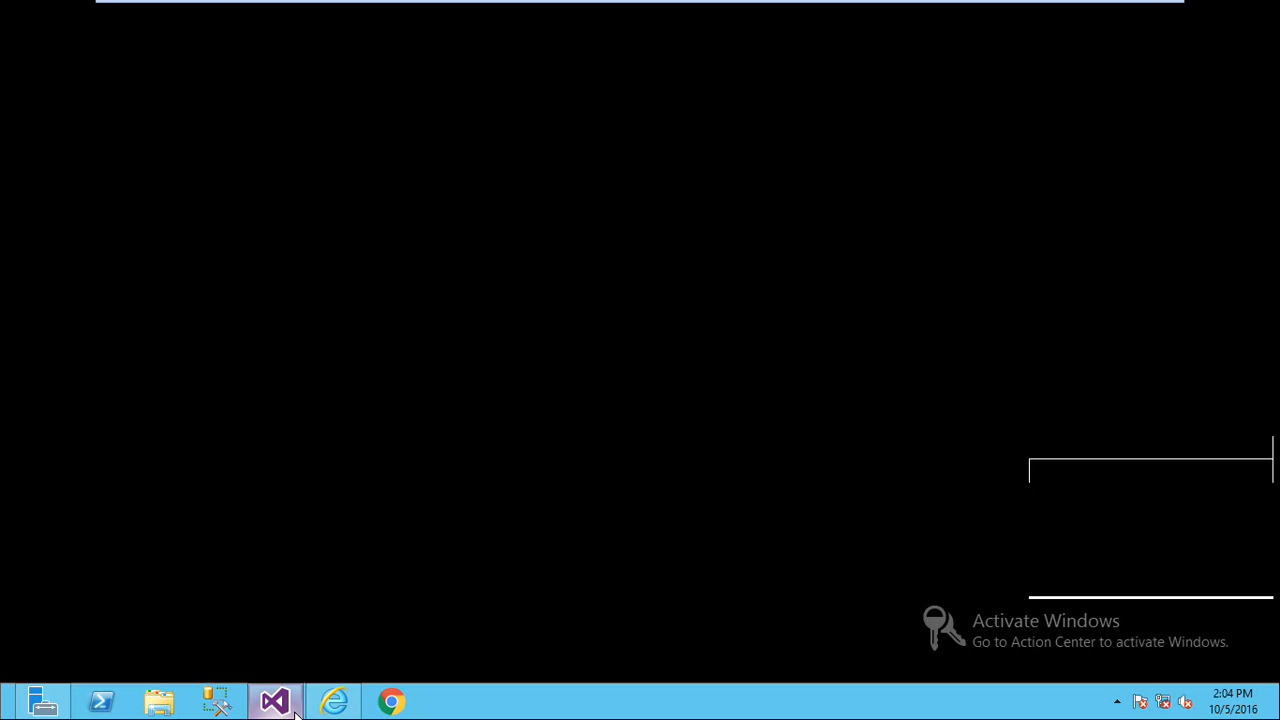 Activate Windows
Go to Action Center to activate Windows.
2:04 PM
10/5/2016